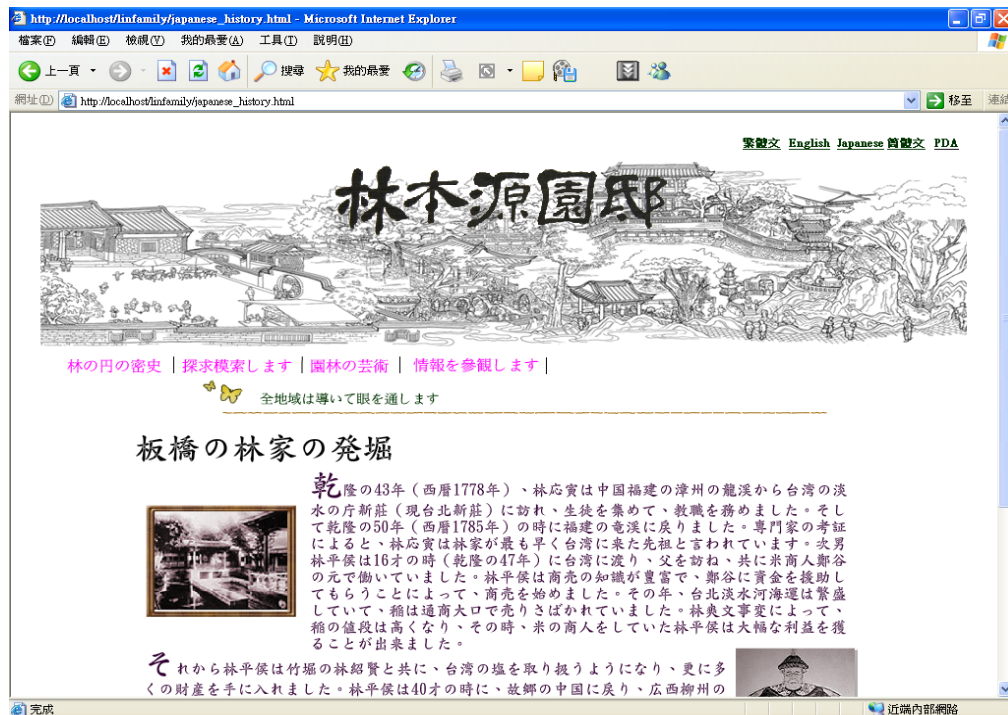 http://localhost/linfamily/japanese_history.html - Microsoft Internet Explorer
檔案(F) 編輯(E) 檢視(V) 我的最愛(A) 工具(T) 說明(H)
上一頁 搜尋 我的最愛
網址(D) http://localhost/linfamily/japanese_history.html 移至 連結
繁體文 English Japanese 簡體文 PDA
林本源園邸
林の円の密史 | 探求模索します | 園林の芸術 | 情報を參観します |
全地域は導いて眼を通します
板橋の林家の発堀
乾隆の43年(西暦1778年)、林応寅は中国福建の漳州の龍溪から台湾の淡
水の庁新莊(現台北新莊)に訪れ、生徒を集めて、教職を務めました。そし
て乾隆の50年(西暦1785年)の時に福建の竜渓に戻りました。専門家の考証
によると、林応寅は林家が最も早く台湾に来た先祖と言われています。次男
林平侯は16才の時(乾隆の47年)に台湾に渡り、父を訪ね、共に米商人鄭谷
の元で働いていました。林平侯は商売の知識が豊富で、鄭谷に資金を援助し
てもらうことによって、商売を始めました。その年、台北淡水河海運は繁盛
していて、稲は通商大口で売りさばかれていました。林爽文事変によって、
稲の値段は高くなり、その時、米の商人をしていた林平侯は大幅な利益を獲
ることが出来ました。
それから林平侯は竹堀の林紹賢と共に、台湾の塩を取り扱うようになり、更に多
くの財産を手に入れました。林平侯は40才の時に、故郷の中国に戻り、広西柳州の
完成 近端內部網路